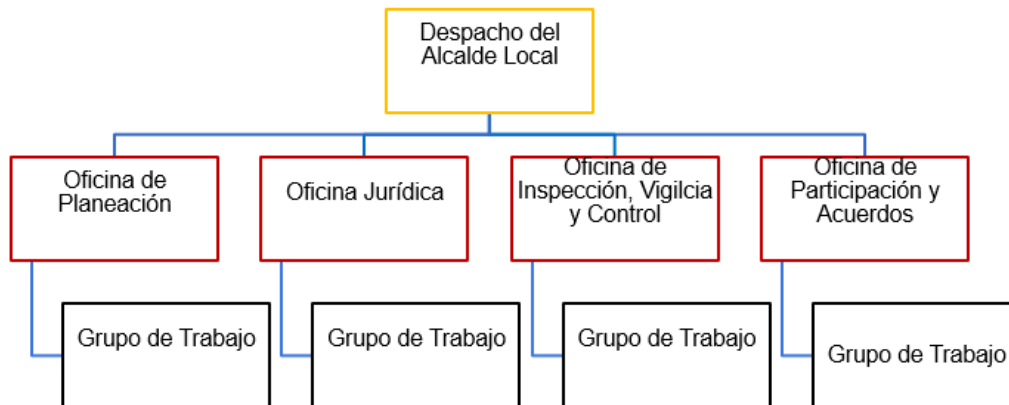 Despacho del
Alcalde Local
Oficina de
Planeación
Oficina Jurídica
Oficina de
Inspección, Vigilcia
y Control
Oficina de
Participación y
Acuerdos
Grupo de Trabajo
Grupo de Trabajo
Grupo de Trabajo
Grupo de Trabajo